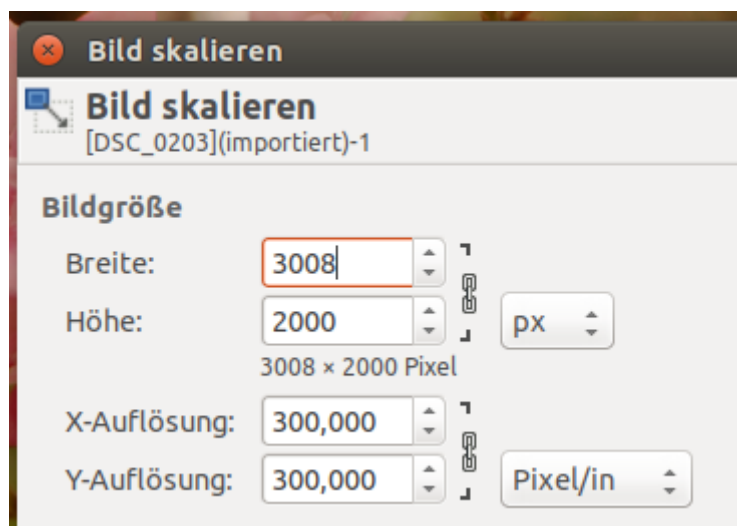 Bild skalieren
Bild skalieren
[DSC_0203](importiert)-1
Bildgröße
Breite: 3008
Höhe: 2000 px
3008 × 2000 Pixel
X-Auflösung: 300,000
Y-Auflösung: 300,000 Pixel/in